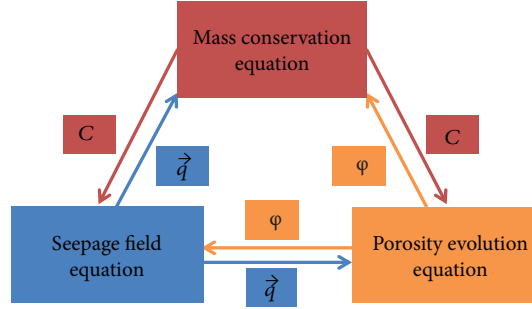 Mass conservation
equation
C
C
q⃗
φ
φ
Seepage field
equation
Porosity evolution
equation
q⃗